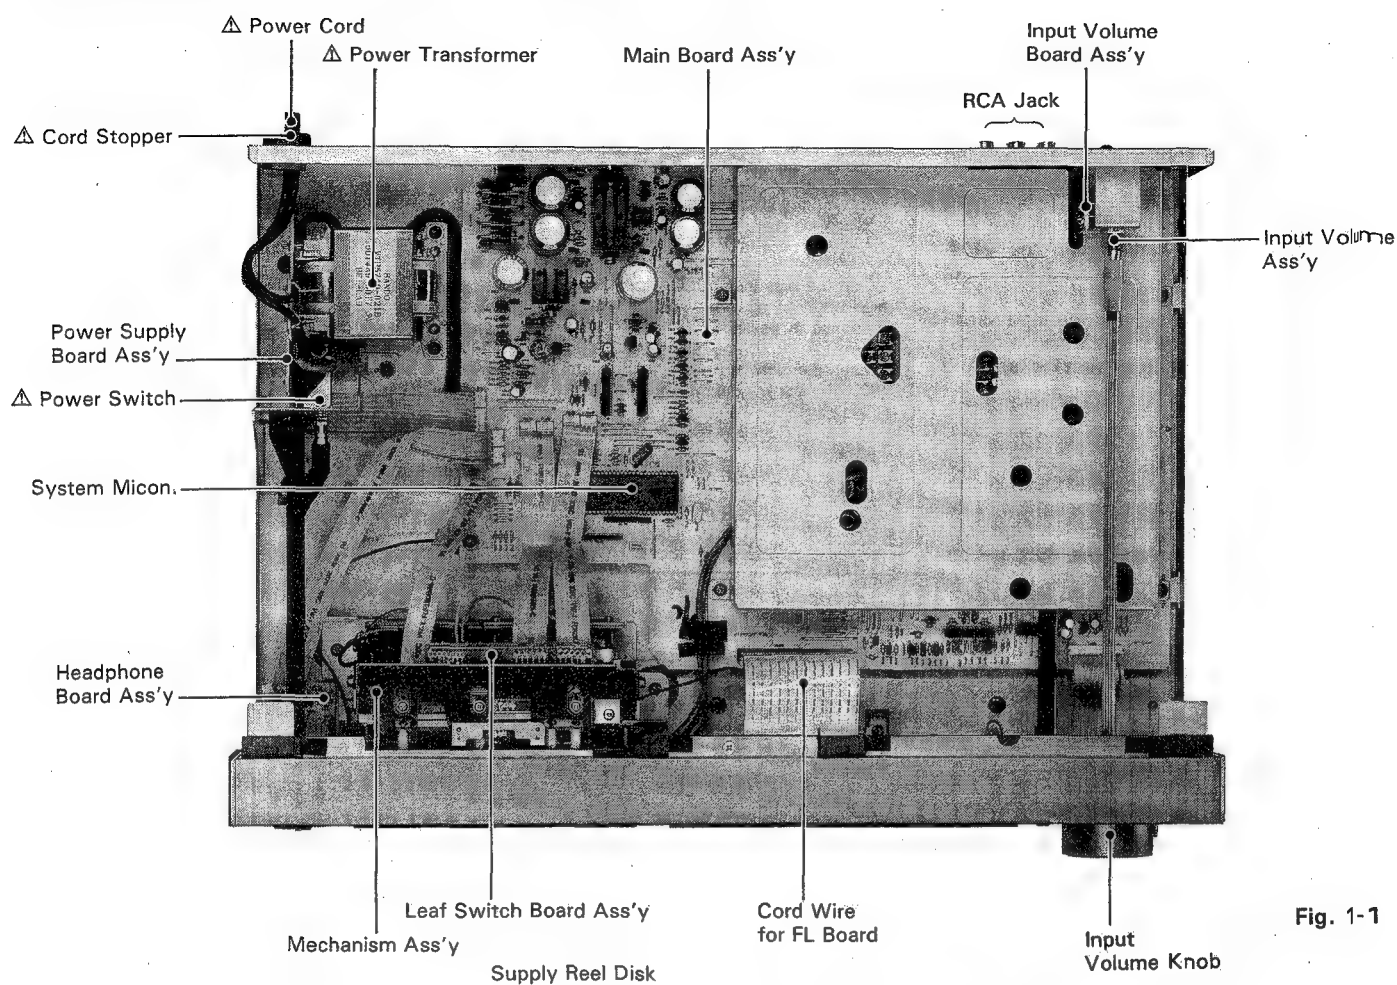 ⚠ Power Cord
⚠ Power Transformer
Main Board Ass'y
Input Volume
Board Ass'y
RCA Jack
⚠ Cord Stopper
Input Volume
Ass'y
Power Supply
Board Ass'y
⚠ Power Switch
System Micon.
Headphone
Board Ass'y
Leaf Switch Board Ass'y
Mechanism Ass'y
Supply Reel Disk
Cord Wire
for FL Board
Input
Volume Knob
Fig. 1-1